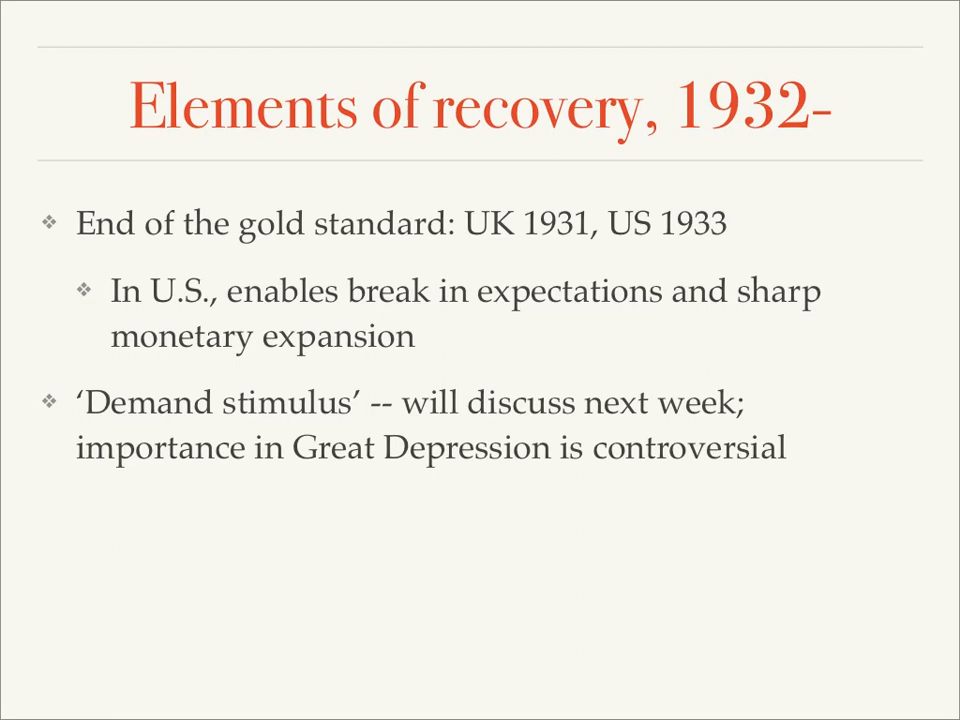 Elements of recovery, 1932-
❖ End of the gold standard: UK 1931, US 1933
❖ In U.S., enables break in expectations and sharp
monetary expansion
❖ ‘Demand stimulus’ -- will discuss next week;
importance in Great Depression is controversial